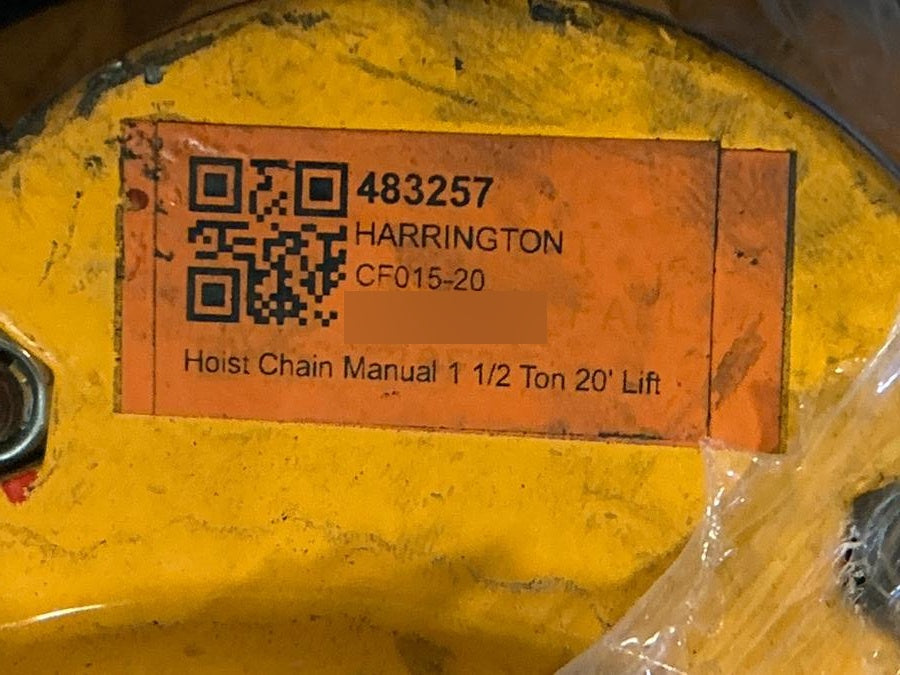 483257
HARRINGTON
CF015-20
Hoist Chain Manual 1 1/2 Ton 20' Lift